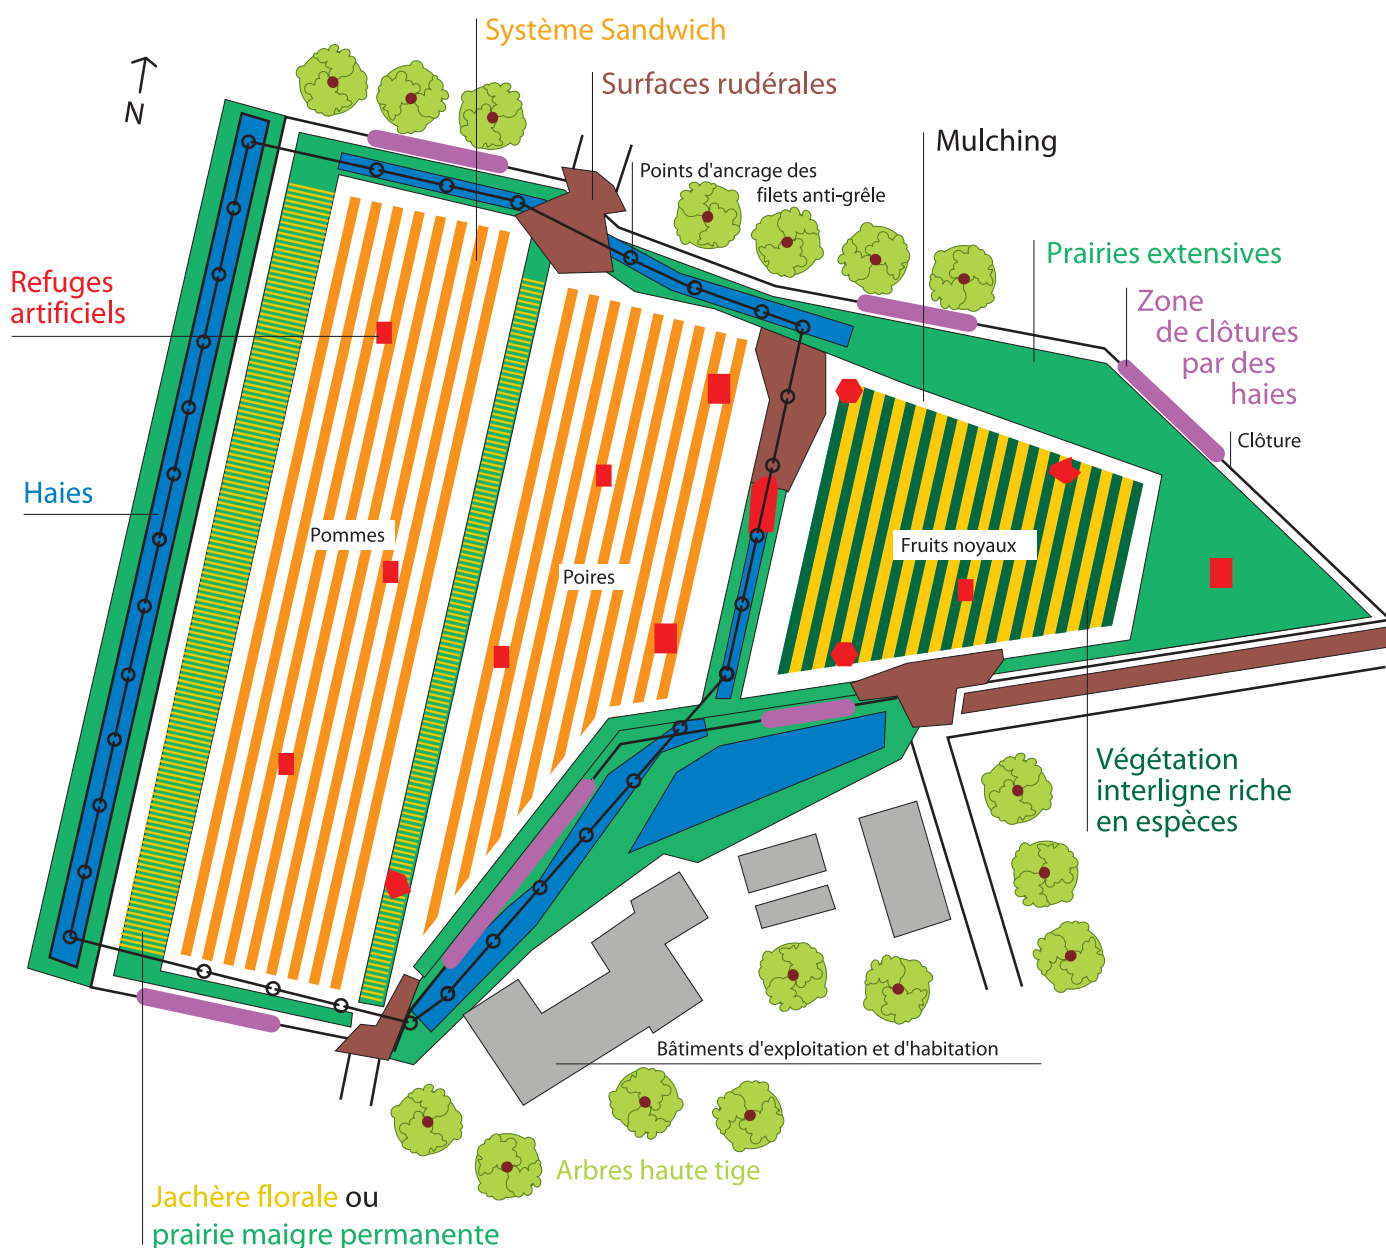 Système Sandwich
Surfaces rudérales
N
Mulching
Points d'ancrage des
filets anti-grêle
Prairies extensives
Refuges
artificiels
Zone
de clôtures
par des
haies
Clôture
Haies
Pommes
Fruits noyaux
Poires
Végétation
interligne riche
en espèces
Bâtiments d'exploitation et d'habitation
Arbres haute tige
Jachère florale ou
prairie maigre permanente